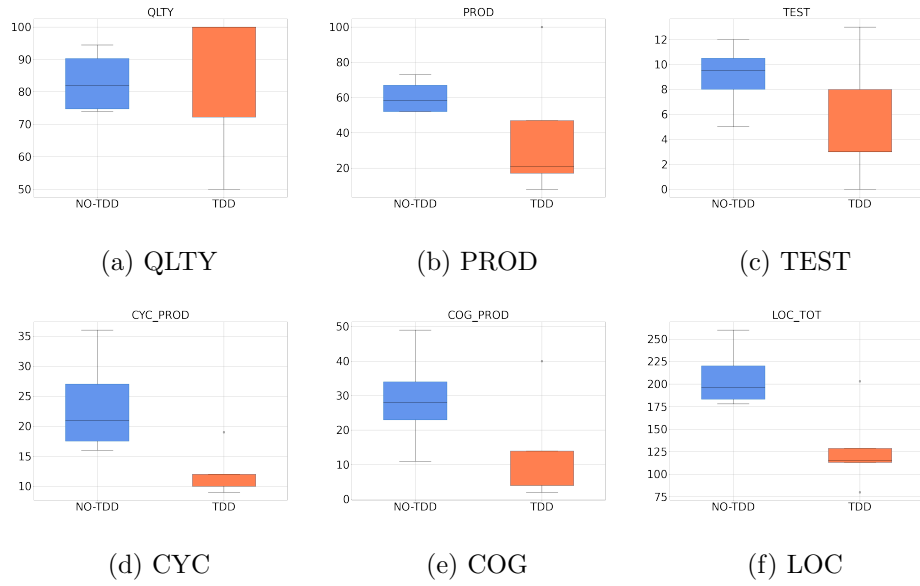 QLTY
100
90
80
70
60
50
NO-TDD
TDD
(a) QLTY
PROD
100
80
60
40
20
NO-TDD
TDD
(b) PROD
TEST
12
10
8
6
4
2
0
NO-TDD
TDD
(c) TEST
CYC_PROD
35
30
25
20
15
10
NO-TDD
TDD
(d) CYC
COG_PROD
50
40
30
20
10
0
NO-TDD
TDD
(e) COG
LOC_TOT
250
225
200
175
150
125
100
75
NO-TDD
TDD
(f) LOC